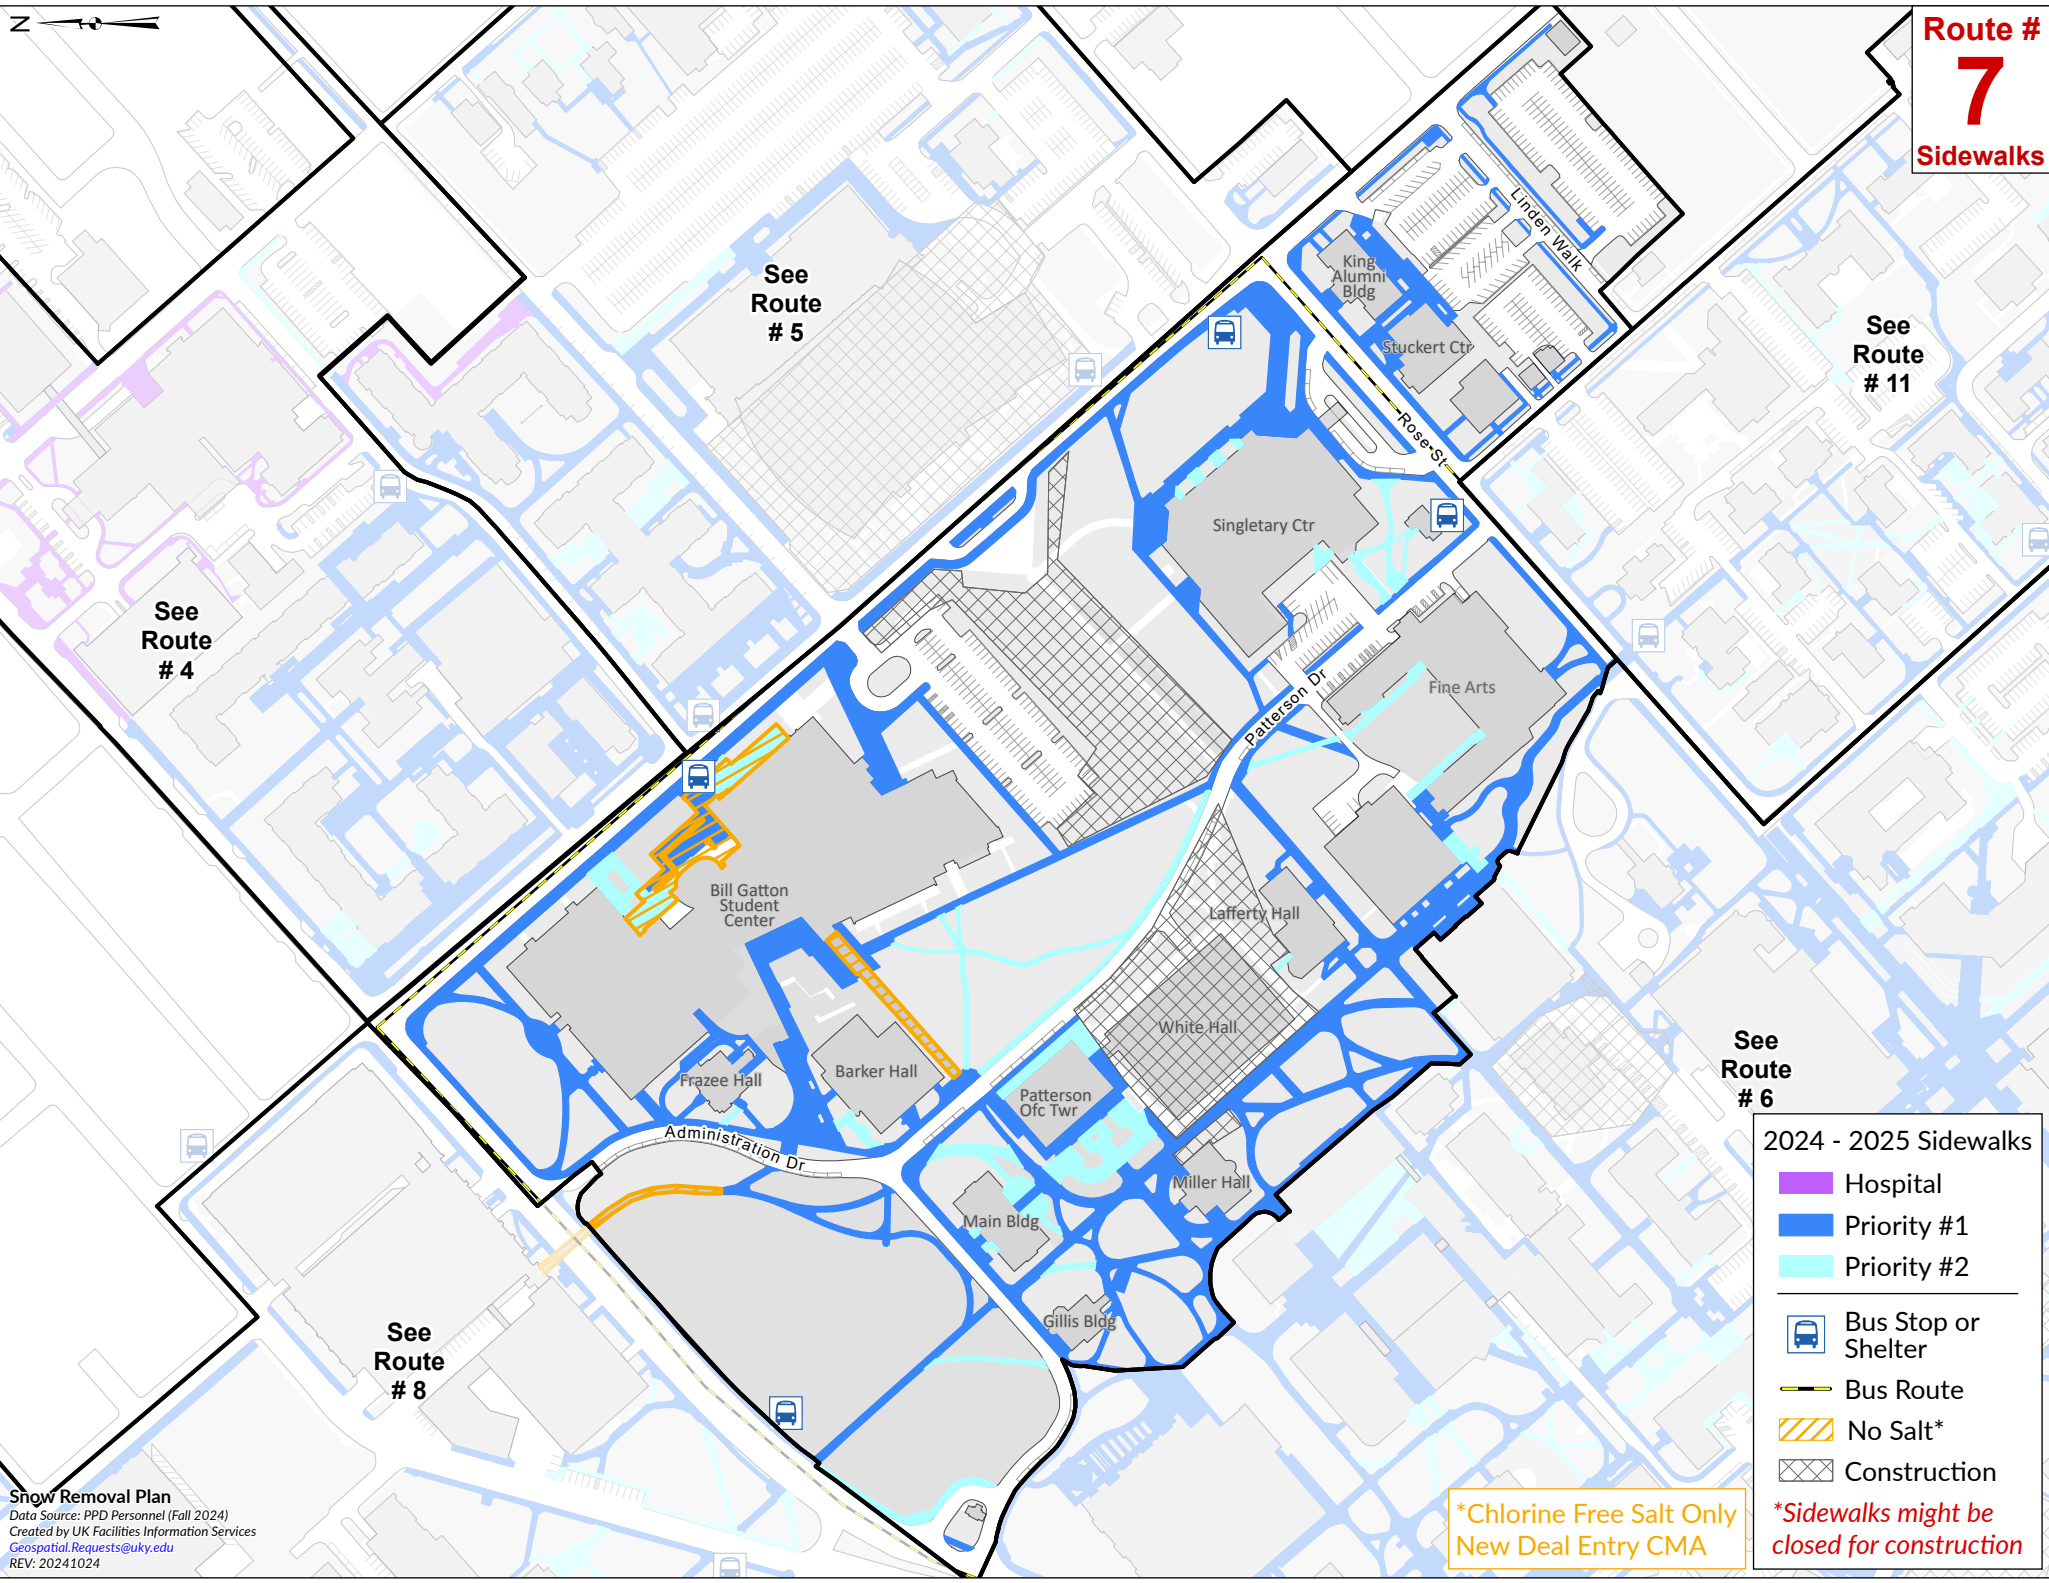 N
Route #
7
Sidewalks
See
Route
# 5
King
Alumni
Bldg
Linden Walk
Stuckert Ctr
See
Route
# 11
Rose St
Singletary Ctr
See
Route
# 4
Fine Arts
Patterson Dr
Bill Gatton
Student
Center
Lafferty Hall
White Hall
Frazee Hall
Barker Hall
Patterson
Ofc Twr
See
Route
# 6
Administration Dr
Miller Hall
Main Bldg
Gillis Bldg
See
Route
# 8
2024 - 2025 Sidewalks
Hospital
Priority #1
Priority #2
Bus Stop or
Shelter
Bus Route
No Salt*
Construction
*Sidewalks might be
closed for construction
*Chlorine Free Salt Only
New Deal Entry CMA
Snow Removal Plan
Data Source: PPD Personnel (Fall 2024)
Created by UK Facilities Information Services
Geospatial.Requests@uky.edu
REV: 20241024